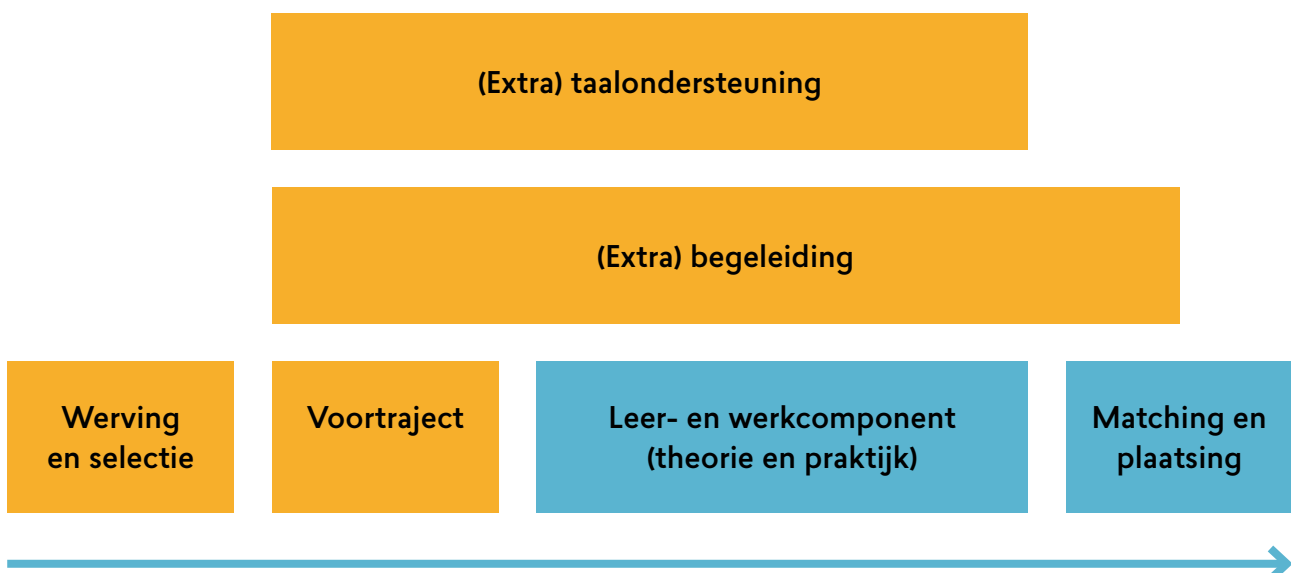 (Extra) taalondersteuning
(Extra) begeleiding
Werving
en selectie
Voortraject
Leer- en werkcomponent
(theorie en praktijk)
Matching en
plaatsing